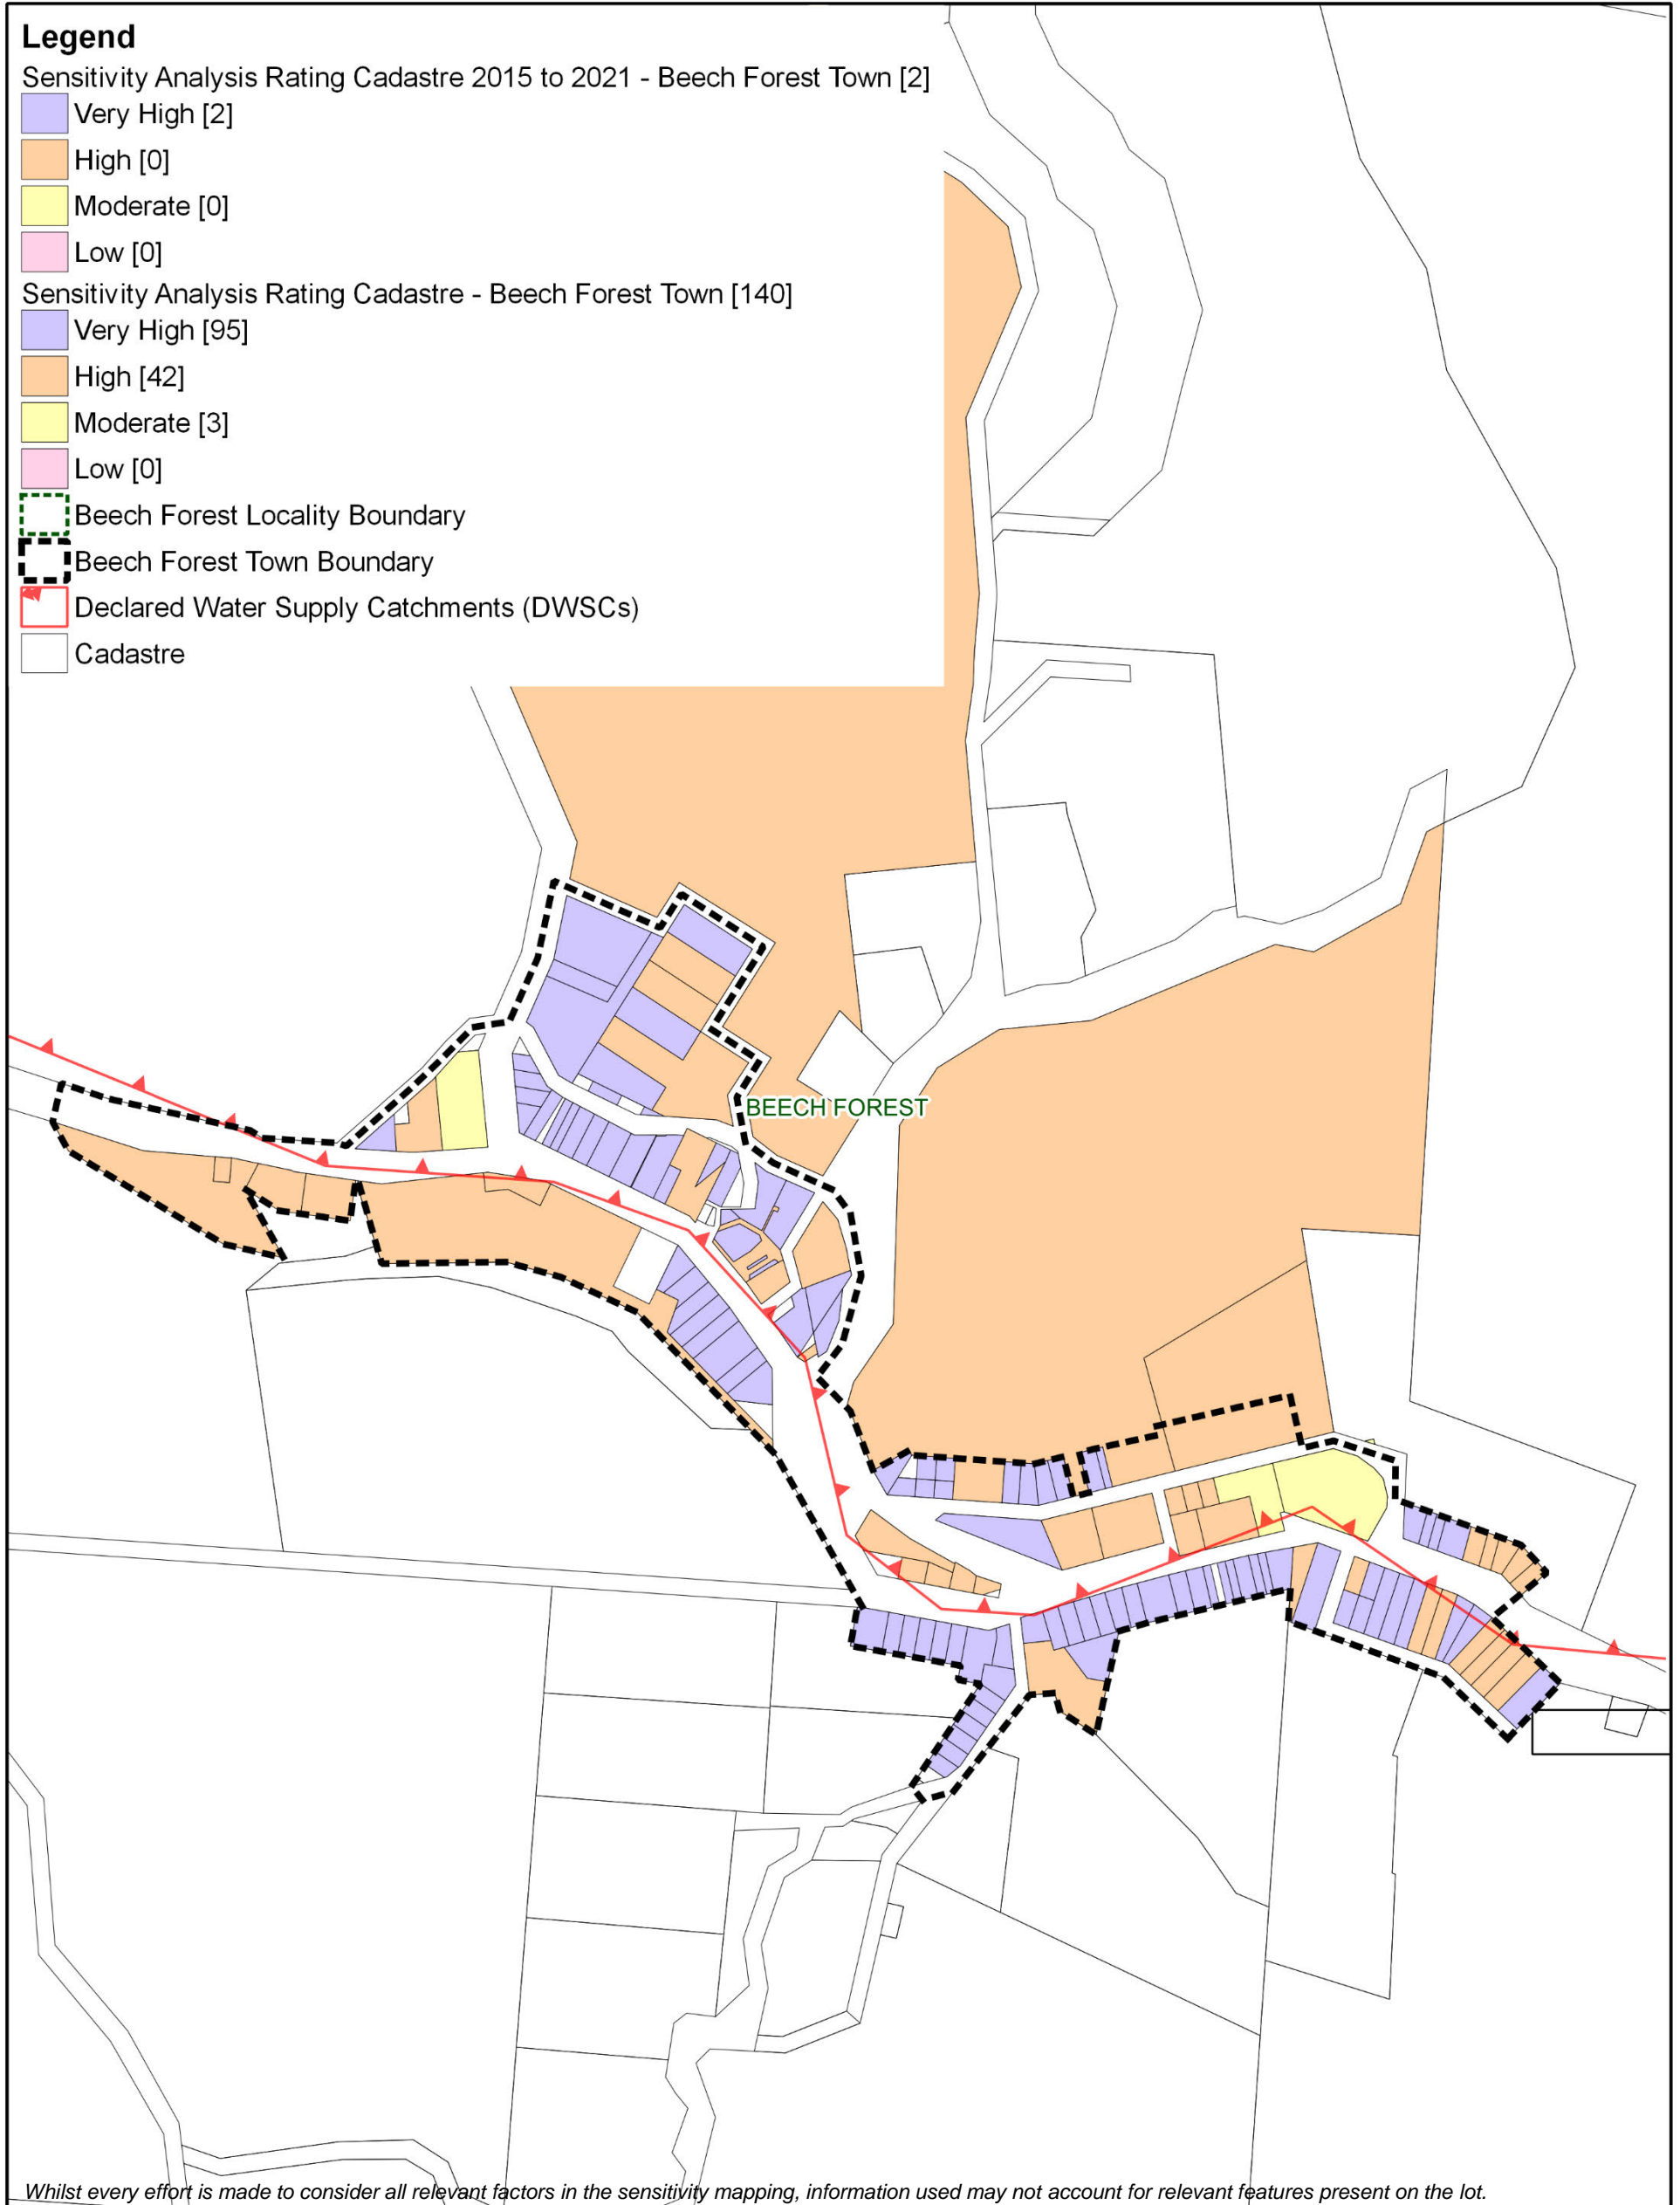 Legend
Sensitivity Analysis Rating Cadastre 2015 to 2021 - Beech Forest Town [2]
Very High [2]
High [0]
Moderate [0]
Low [0]
Sensitivity Analysis Rating Cadastre - Beech Forest Town [140]
Very High [95]
High [42]
Moderate [3]
Low [0]
Beech Forest Locality Boundary
Beech Forest Town Boundary
Declared Water Supply Catchments (DWSCs)
Cadastre
BEECH FOREST
Whilst every effort is made to consider all relevant factors in the sensitivity mapping, information used may not account for relevant features present on the lot.